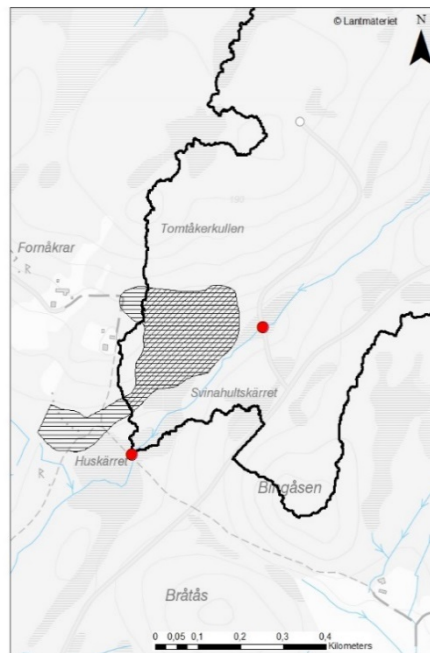 © Lantmäteriet N
Tomtåkerkullen
Fornåkrar
Svinahultskärret
Huskärret
Bingåsen
Bråtås
0 0,05 0,1 0,2 0,3 0,4
Kilometers